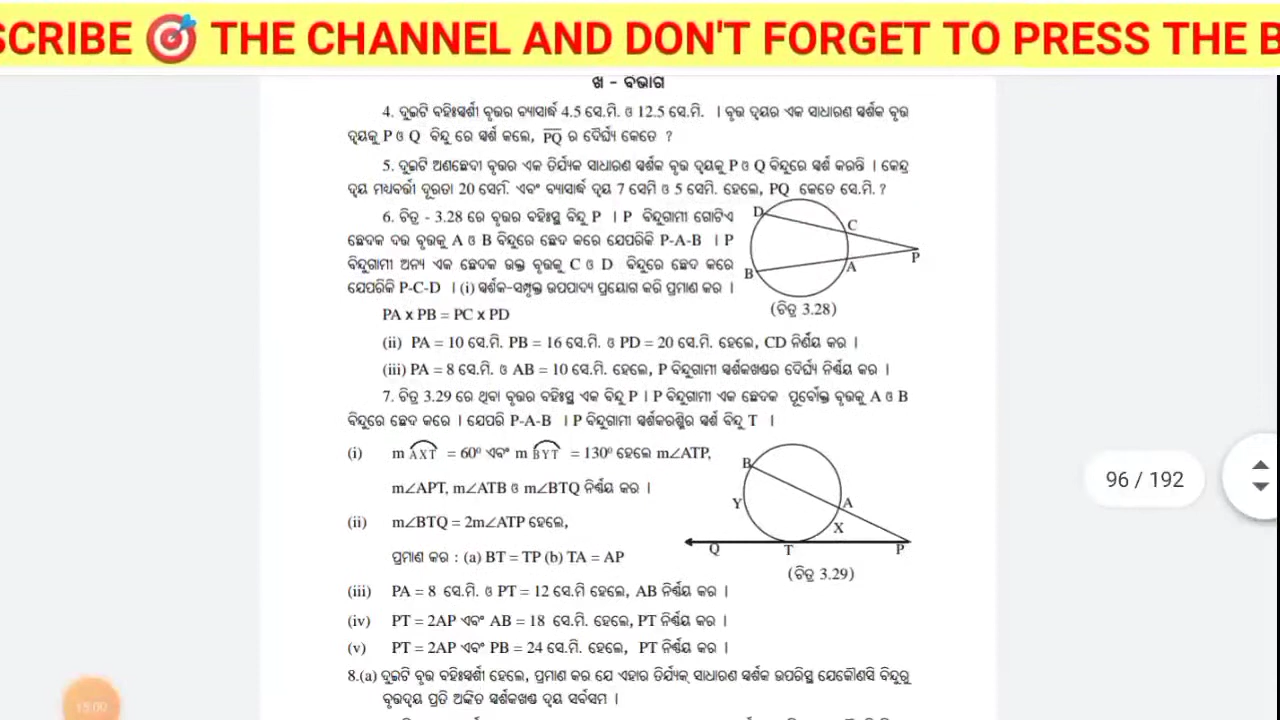 SCRIBE 🎯 THE CHANNEL AND DON'T FORGET TO PRESS THE B
ଖ - ବିଭାଗ
4. ଦୁଇଟି ବହିଃସ୍ପର୍ଶୀ ବୃତ୍ତର ବ୍ୟାସାର୍ଦ୍ଧ 4.5 ସେ.ମି. ଓ 12.5 ସେ.ମି. । ବୃତ୍ତ ଦ୍ୱୟର ଏକ ସାଧାରଣ ସ୍ପର୍ଶକ ବୃତ୍ତ
ଦ୍ୱୟକୁ P ଓ Q ବିନ୍ଦୁ ରେ ସ୍ପର୍ଶ କଲେ, PQ ର ଦୈର୍ଘ୍ୟ କେତେ ?
5. ଦୁଇଟି ଅଣଛେଦୀ ବୃତ୍ତର ଏକ ତିର୍ଯ୍ୟକ ସାଧାରଣ ସ୍ପର୍ଶକ ବୃତ୍ତ ଦ୍ୱୟକୁ P ଓ Q ବିନ୍ଦୁରେ ସ୍ପର୍ଶ କରନ୍ତି । କେନ୍ଦ୍ର
ଦ୍ୱୟ ମଧ୍ୟବର୍ତ୍ତୀ ଦୂରତା 20 ସେମି. ଏବଂ ବ୍ୟାସାର୍ଦ୍ଧ ଦ୍ୱୟ 7 ସେମି ଓ 5 ସେମି. ହେଲେ, PQ କେତେ ସେ.ମି. ?
6. ଚିତ୍ର - 3.28 ରେ ବୃତ୍ତର ବହିଃସ୍ଥ ବିନ୍ଦୁ P । P ବିନ୍ଦୁଗାମୀ ଗୋଟିଏ
ଛେଦକ ଦତ୍ତ ବୃତ୍ତକୁ A ଓ B ବିନ୍ଦୁରେ ଛେଦ କରେ ଯେପରିକି P-A-B । P
ବିନ୍ଦୁଗାମୀ ଅନ୍ୟ ଏକ ଛେଦକ ଉକ୍ତ ବୃତ୍ତକୁ C ଓ D ବିନ୍ଦୁରେ ଛେଦ କରେ
ଯେପରିକି P-C-D । (i) ସ୍ପର୍ଶକ-ସମ୍ପୃକ୍ତ ଉପପାଦ୍ୟ ପ୍ରୟୋଗ କରି ପ୍ରମାଣ କର ।
PA x PB = PC x PD
D
C
P
A
B
(ଚିତ୍ର 3.28)
(ii) PA = 10 ସେ.ମି. PB = 16 ସେ.ମି. ଓ PD = 20 ସେ.ମି. ହେଲେ, CD ନିର୍ଣ୍ଣୟ କର ।
(iii) PA = 8 ସେ.ମି. ଓ AB = 10 ସେ.ମି. ହେଲେ, P ବିନ୍ଦୁଗାମୀ ସ୍ପର୍ଶକଖଣ୍ଡର ଦୈର୍ଘ୍ୟ ନିର୍ଣ୍ଣୟ କର ।
7. ଚିତ୍ର 3.29 ରେ ଥିବା ବୃତ୍ତର ବହିଃସ୍ଥ ଏକ ବିନ୍ଦୁ P । P ବିନ୍ଦୁଗାମୀ ଏକ ଛେଦକ ପୂର୍ବୋକ୍ତ ବୃତ୍ତକୁ A ଓ B
ବିନ୍ଦୁରେ ଛେଦ କରେ । ଯେପରି P-A-B । P ବିନ୍ଦୁଗାମୀ ସ୍ପର୍ଶକରଶ୍ମିର ସ୍ପର୍ଶ ବିନ୍ଦୁ T ।
(i) m AXT = 60⁰ ଏବଂ m BYT = 130⁰ ହେଲେ m∠ATP,
m∠APT, m∠ATB ଓ m∠BTQ ନିର୍ଣ୍ଣୟ କର ।
(ii) m∠BTQ = 2m∠ATP ହେଲେ,
ପ୍ରମାଣ କର : (a) BT = TP (b) TA = AP
B
Y
A
X
Q
T
P
(ଚିତ୍ର 3.29)
(iii) PA = 8 ସେ.ମି. ଓ PT = 12 ସେ.ମି ହେଲେ, AB ନିର୍ଣ୍ଣୟ କର ।
(iv) PT = 2AP ଏବଂ AB = 18 ସେ.ମି. ହେଲେ, PT ନିର୍ଣ୍ଣୟ କର ।
(v) PT = 2AP ଏବଂ PB = 24 ସେ.ମି. ହେଲେ, PT ନିର୍ଣ୍ଣୟ କର ।
8.(a) ଦୁଇଟି ବୃତ୍ତ ବହିଃସ୍ପର୍ଶୀ ହେଲେ, ପ୍ରମାଣ କର ଯେ ଏହାର ତିର୍ଯ୍ୟକ୍ ସାଧାରଣ ସ୍ପର୍ଶକ ଉପରିସ୍ଥ ଯେକୌଣସି ବିନ୍ଦୁରୁ
ବୃତ୍ତଦ୍ୱୟ ପ୍ରତି ଅଙ୍କିତ ସ୍ପର୍ଶକଖଣ୍ଡ ଦ୍ୱୟ ସର୍ବସମ ।
96 / 192
15:00